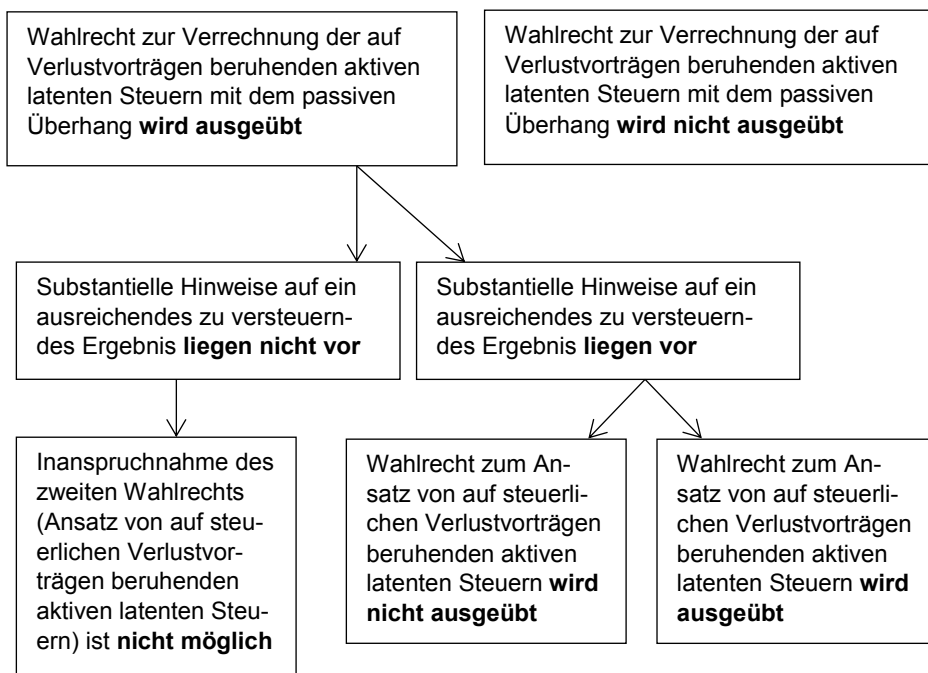 Wahlrecht zur Verrechnung der auf
Verlustvorträgen beruhenden aktiven
latenten Steuern mit dem passiven
Überhang wird ausgeübt
Wahlrecht zur Verrechnung der auf
Verlustvorträgen beruhenden aktiven
latenten Steuern mit dem passiven
Überhang wird nicht ausgeübt
Substantielle Hinweise auf ein
ausreichendes zu versteuern-
des Ergebnis liegen nicht vor
Substantielle Hinweise auf ein
ausreichendes zu versteuern-
des Ergebnis liegen vor
Inanspruchnahme des
zweiten Wahlrechts
(Ansatz von auf steu-
erlichen Verlustvor-
trägen beruhenden
aktiven latenten Steu-
ern) ist nicht möglich
Wahlrecht zum An-
satz von auf steuerli-
chen Verlustvorträgen
beruhenden aktiven
latenten Steuern wird
nicht ausgeübt
Wahlrecht zum An-
satz von auf steuerli-
chen Verlustvorträgen
beruhenden aktiven
latenten Steuern wird
ausgeübt